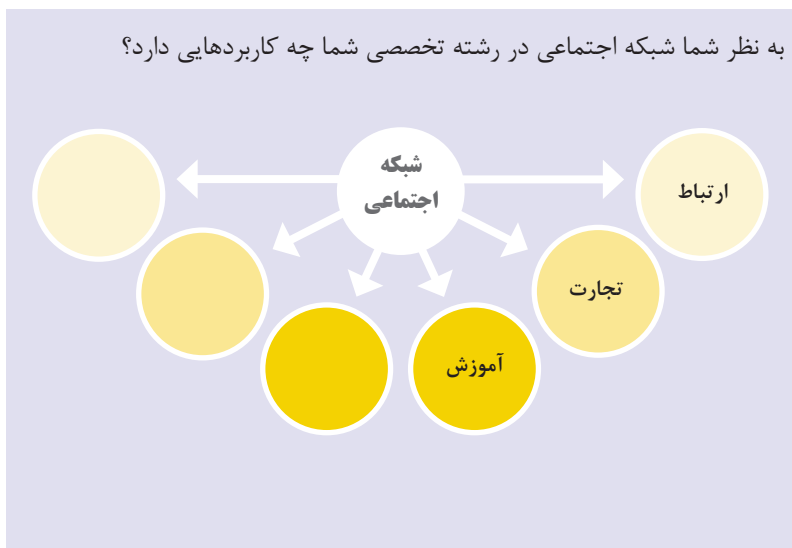 به نظر شما شبکه اجتماعی در رشته تخصصی شما چه کاربردهایی دارد؟
شبکه
اجتماعی
ارتباط
تجارت
آموزش